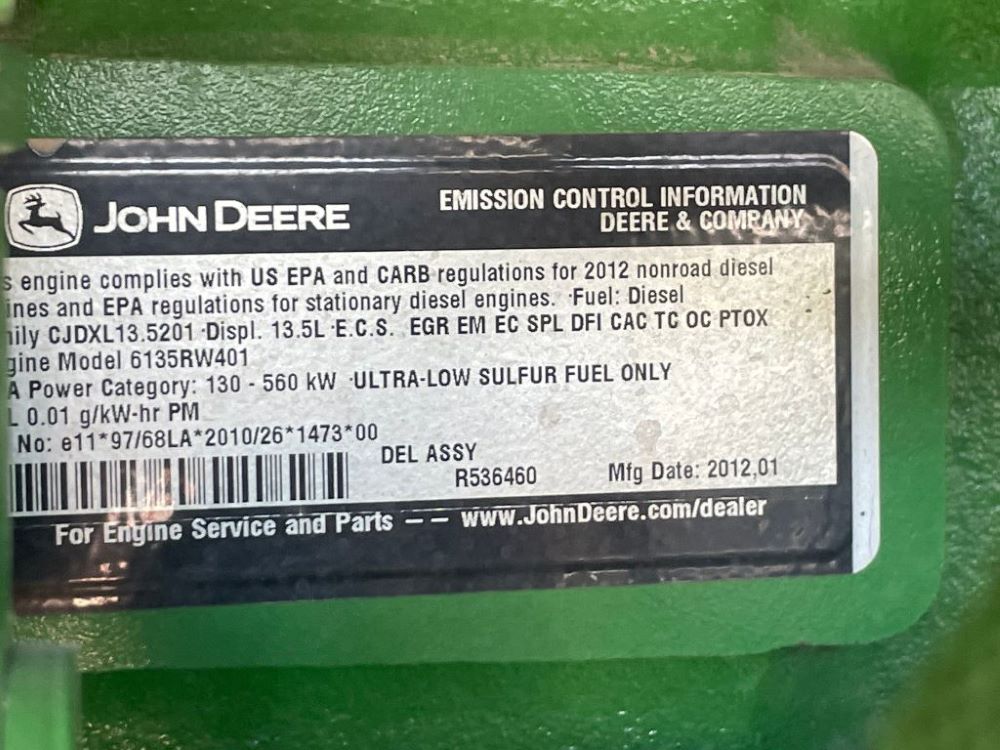 JOHN DEERE
EMISSION CONTROL INFORMATION
DEERE & COMPANY
s engine complies with US EPA and CARB regulations for 2012 nonroad diesel
ines and EPA regulations for stationary diesel engines. ·Fuel: Diesel
mily CJDXL13.5201 ·Displ. 13.5L ·E.C.S. EGR EM EC SPL DFI CAC TC OC PTOX
gine Model 6135RW401
A Power Category: 130 - 560 kW ·ULTRA-LOW SULFUR FUEL ONLY
L 0.01 g/kW-hr PM
No: e11*97/68LA*2010/26*1473*00
DEL ASSY
R536460
Mfg Date: 2012,01
For Engine Service and Parts — — www.JohnDeere.com/dealer